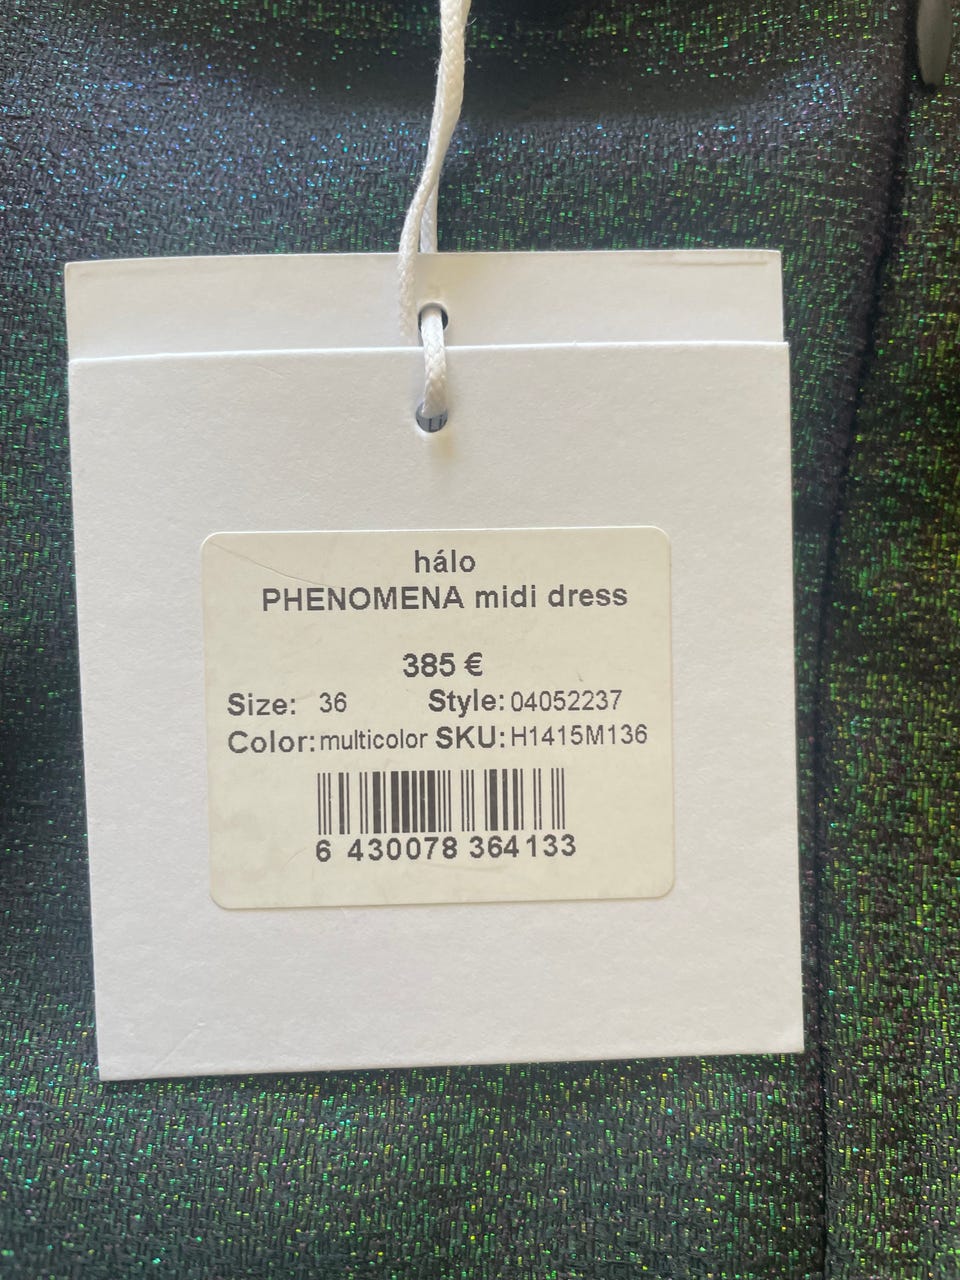 hálo
PHENOMENA midi dress
385 €
Size: 36 Style: 04052237
Color: multicolor SKU: H1415M136
6 430078 364133